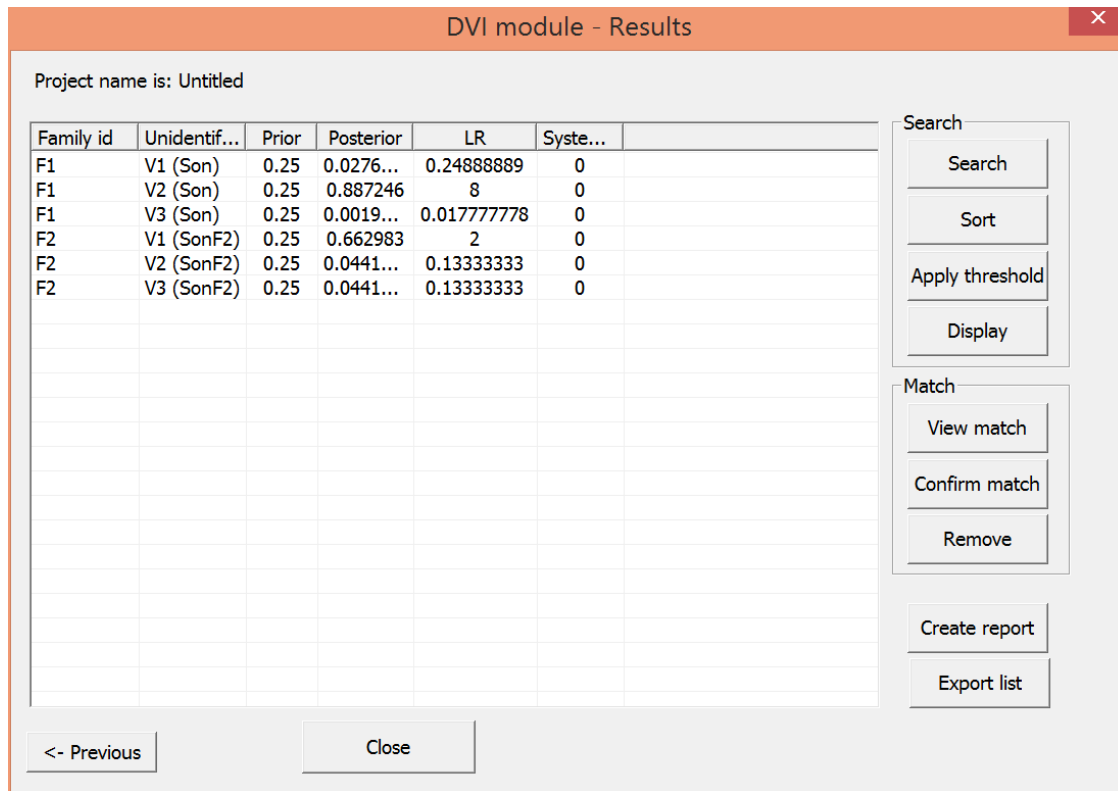 DVI module - Results
Project name is: Untitled
Family id Unidentif... Prior Posterior LR Syste...
F1 V1 (Son) 0.25 0.0276... 0.24888889 0
F1 V2 (Son) 0.25 0.887246 8 0
F1 V3 (Son) 0.25 0.0019... 0.017777778 0
F2 V1 (SonF2) 0.25 0.662983 2 0
F2 V2 (SonF2) 0.25 0.0441... 0.13333333 0
F2 V3 (SonF2) 0.25 0.0441... 0.13333333 0
Search
Search
Sort
Apply threshold
Display
Match
View match
Confirm match
Remove
Create report
Export list
<- Previous
Close